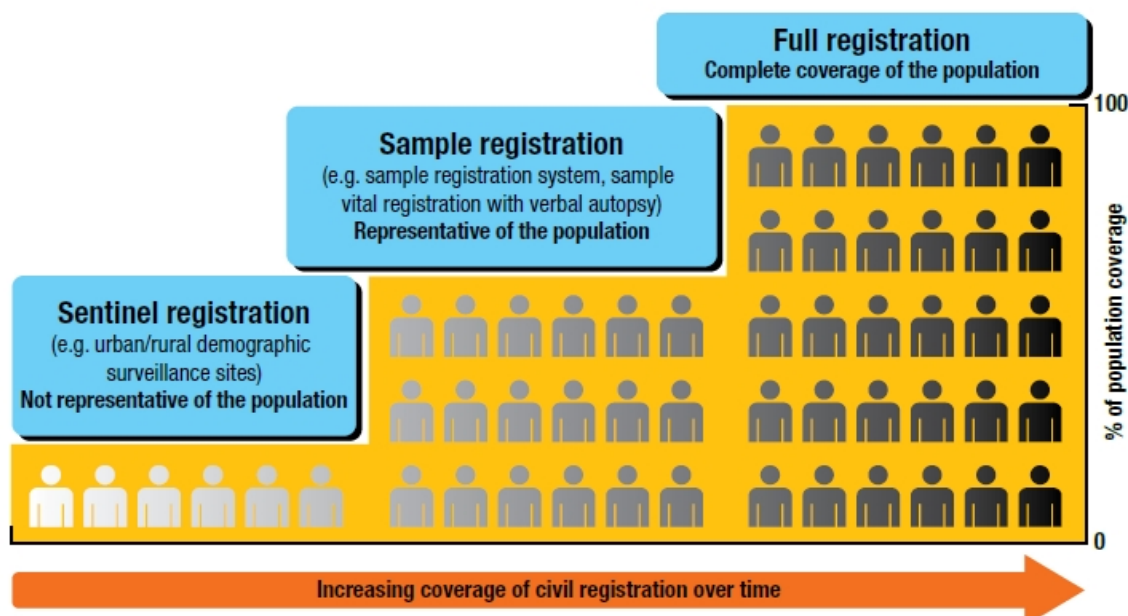 Full registration
Complete coverage of the population
100
Sample registration
(e.g. sample registration system, sample
vital registration with verbal autopsy)
Representative of the population
Sentinel registration
(e.g. urban/rural demographic
surveillance sites)
Not representative of the population
% of population coverage
0
Increasing coverage of civil registration over time